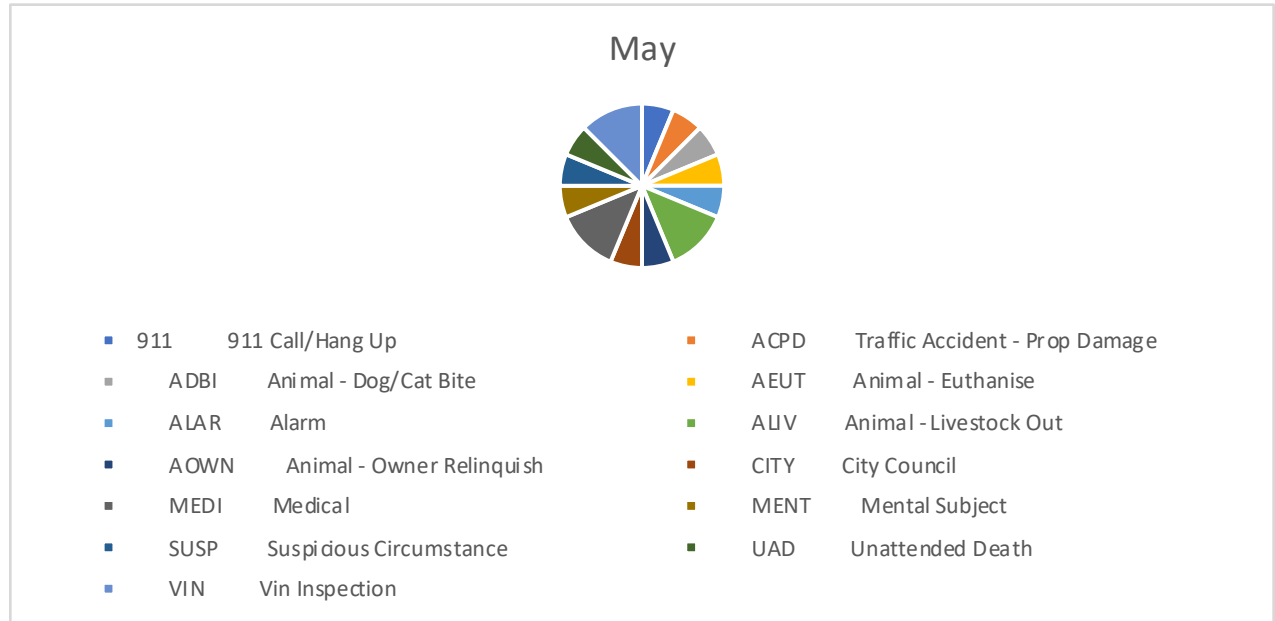 May
911 911 Call/Hang Up ACPD Traffic Accident - Prop Damage
ADBI Animal - Dog/Cat Bite AEUT Animal - Euthanise
ALAR Alarm ALIV Animal - Livestock Out
AOWN Animal - Owner Relinquish CITY City Council
MEDI Medical MENT Mental Subject
SUSP Suspicious Circumstance UAD Unattended Death
VIN Vin Inspection